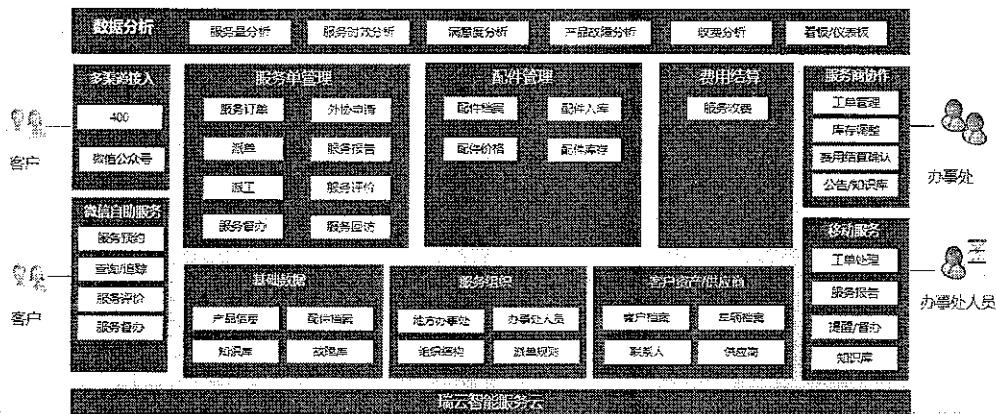 数据分析
服务量分析
服务时效分析
满意度分析
产品故障分析
收费分析
看板/仪表板
多渠道接入
400
微信公众号
客户
微信自助服务
服务预约
查询/追踪
服务评价
服务督办
客户
服务单管理
服务订单
外协申请
派单
服务报告
派工
服务评价
服务督办
服务回访
配件管理
配件档案
配件入库
配件价格
配件库存
费用结算
服务收费
服务商协作
工单管理
库存调整
费用结算确认
公告/知识库
办事处
移动服务
工单处理
服务报告
提醒/督办
知识库
办事处人员
基础数据
产品信息
配件档案
知识库
故障库
服务组织
地方办事处
办事处人员
组织结构
派单规则
客户资产/供应商
客户档案
车辆档案
联系人
供应商
瑞云智能服务云